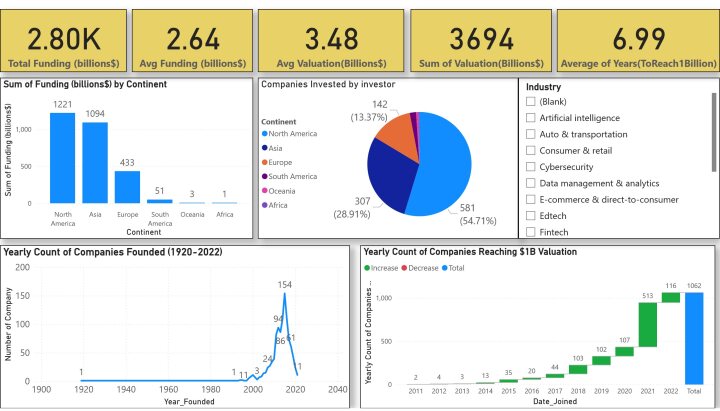 2.80K
Total Funding (billions$)
2.64
Avg Funding (billions$)
3.48
Avg Valuation(Billions$)
3694
Sum of Valuation(Billions$)
6.99
Average of Years(ToReach1Billion)
Sum of Funding (billions$) by Continent
Sum of Funding (billions$)
1,000
500
0
1221
1094
433
51
3
1
North America
Asia
Europe
South America
Oceania
Africa
Continent
Companies Invested by investor
Continent
North America
Asia
Europe
South America
Oceania
Africa
142
(13.37%)
307
(28.91%)
581
(54.71%)
Industry
(Blank)
Artificial intelligence
Auto & transportation
Consumer & retail
Cybersecurity
Data management & analytics
E-commerce & direct-to-consumer
Edtech
Fintech
Yearly Count of Companies Founded (1920-2022)
Number of Company
200
150
100
50
0
1
1
11
3
24
94
86
154
61
1
1900
1920
1940
1960
1980
2000
2020
2040
Year_Founded
Yearly Count of Companies Reaching $1B Valuation
Increase
Decrease
Total
Yearly Count of Companies ..
1,000
500
0
2
4
3
13
35
20
44
103
102
107
513
116
1062
2011
2012
2013
2014
2015
2016
2017
2018
2019
2020
2021
2022
Total
Date_Joined